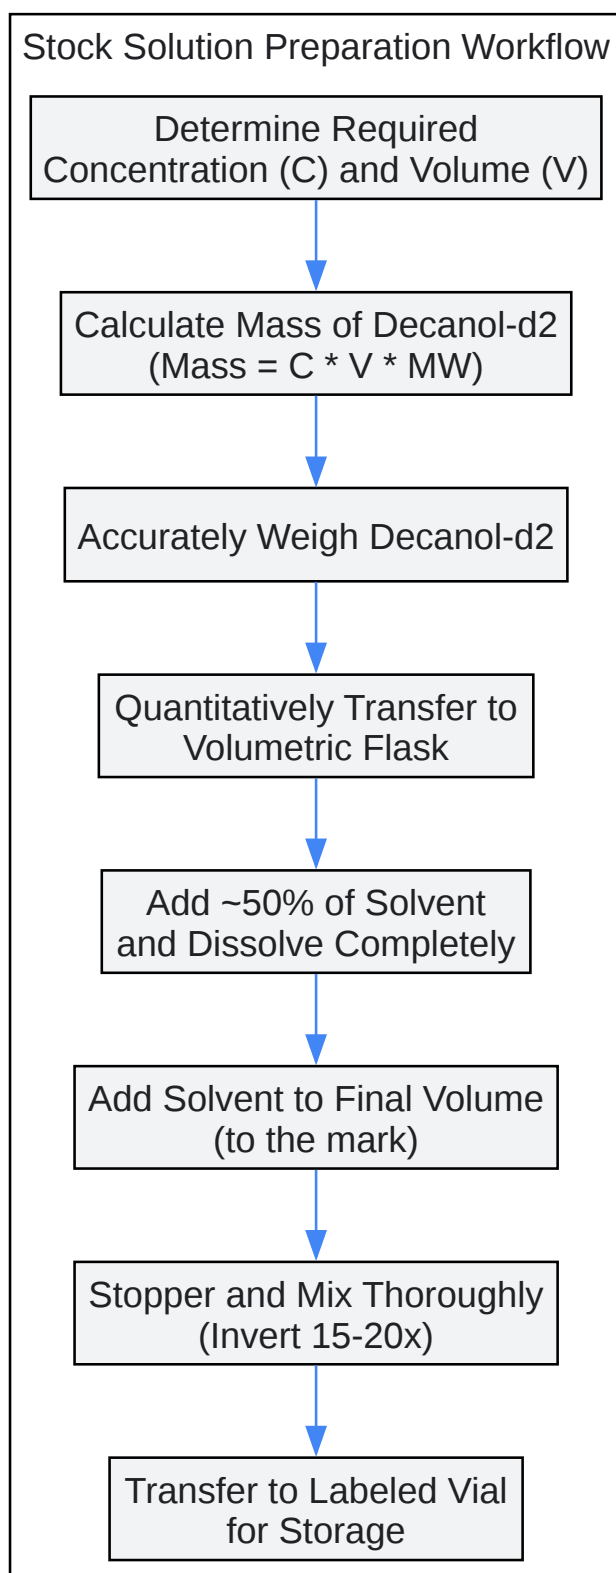 Stock Solution Preparation Workflow
Determine Required
Concentration (C) and Volume (V)
Calculate Mass of Decanol-d2
(Mass = C * V * MW)
Accurately Weigh Decanol-d2
Quantitatively Transfer to
Volumetric Flask
Add ~50% of Solvent
and Dissolve Completely
Add Solvent to Final Volume
(to the mark)
Stopper and Mix Thoroughly
(Invert 15-20x)
Transfer to Labeled Vial
for Storage